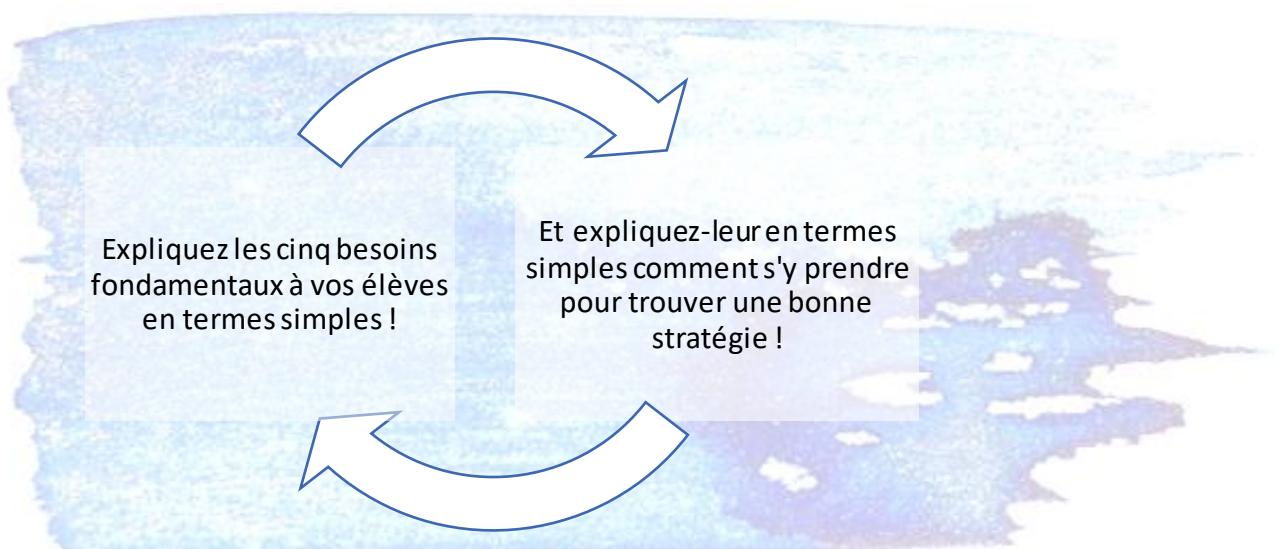 Expliquez les cinq besoins
fondamentaux à vos élèves
en termes simples !
Et expliquez-leur en termes
simples comment s'y prendre
pour trouver une bonne
stratégie !